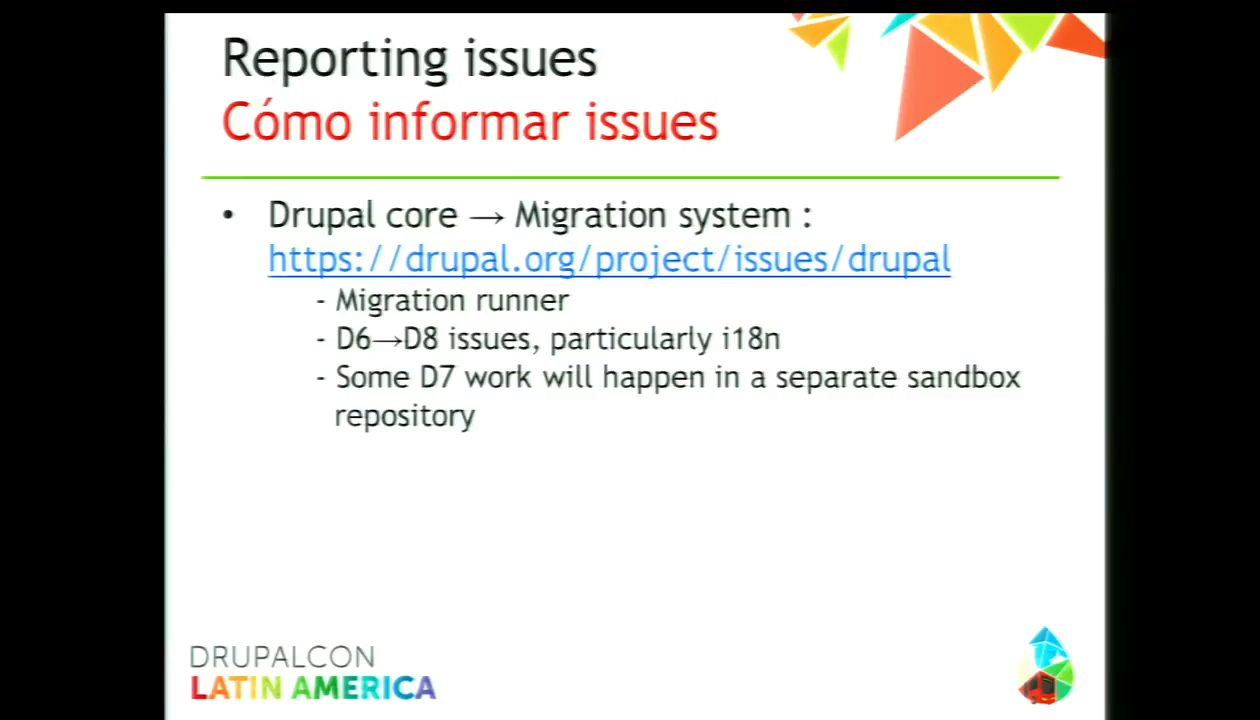 Reporting issues
Cómo informar issues
• Drupal core → Migration system :
https://drupal.org/project/issues/drupal
- Migration runner
- D6→D8 issues, particularly i18n
- Some D7 work will happen in a separate sandbox
repository
DRUPALCON
LATIN AMERICA